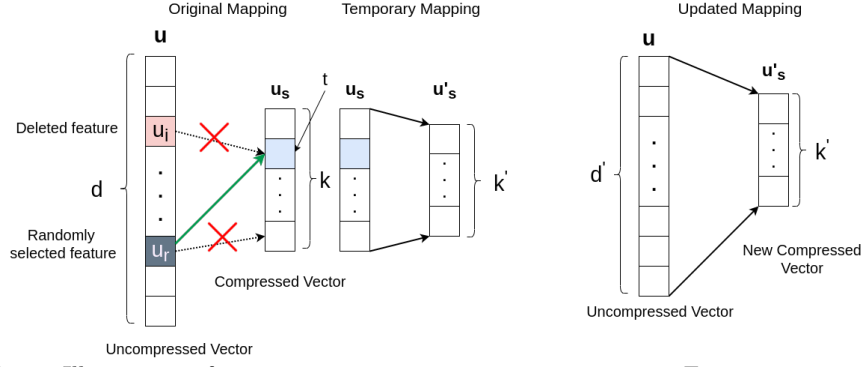 Original Mapping
Temporary Mapping
Updated Mapping
u
u
t
u's
us
us
u's
Deleted feature
ui
d
k
k'
d'
k'
Randomly
selected feature
ur
New Compressed
Vector
Compressed Vector
Uncompressed Vector
Uncompressed Vector